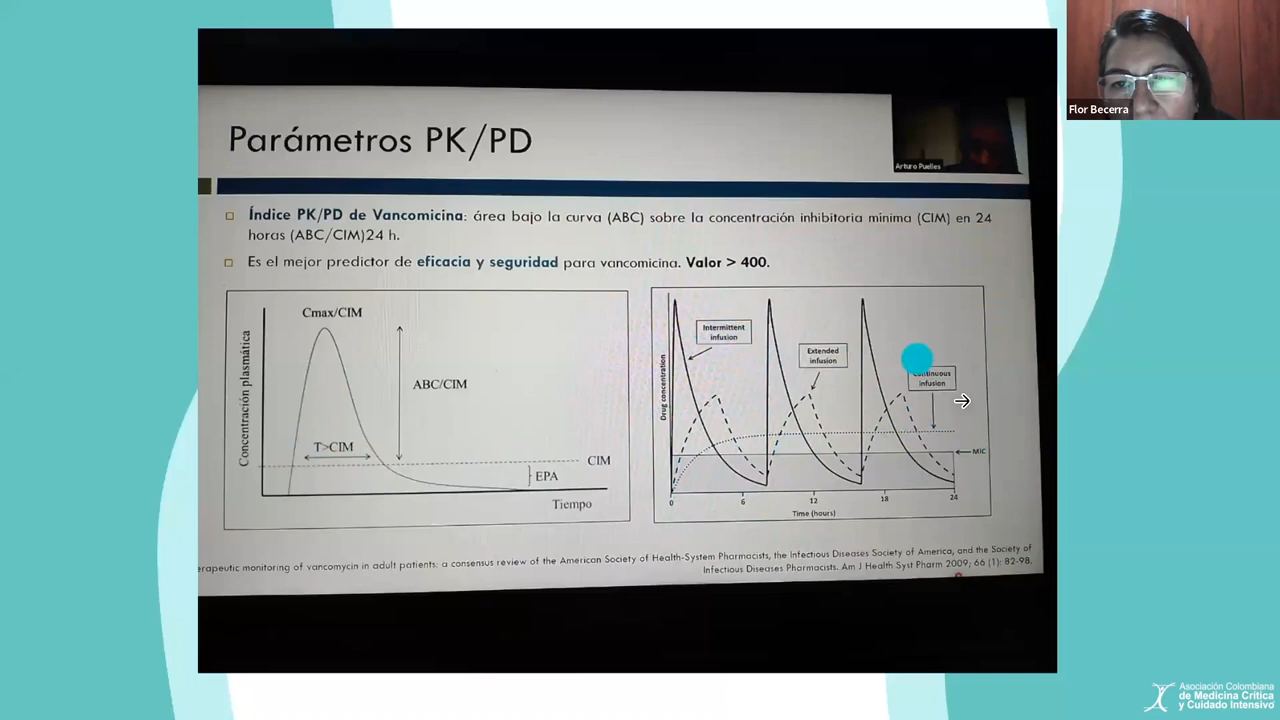 Flor Becerra
Parámetros PK/PD
Arturo Puelles
Índice PK/PD de Vancomicina: área bajo la curva (ABC) sobre la concentración inhibitoria mínima (CIM) en 24
horas (ABC/CIM)24 h.
Es el mejor predictor de eficacia y seguridad para vancomicina. Valor > 400.
Concentración plasmática
Cmax/CIM
ABC/CIM
T>CIM
CIM
EPA
Tiempo
Drug concentration
Intermittent
infusion
Extended
infusion
infusion
MIC
0 6 12 18 24
Time (hours)
of vancomycin in adult patients: a consensus review of the American Society of Health-System Pharmacists, the Infectious Diseases Society of America, and the Society of
Infectious Diseases Pharmacists. Am J Health Syst Pharm 2009; 66 (1): 82-98.
Asociación Colombiana
de Medicina Crítica
y Cuidado Intensivo